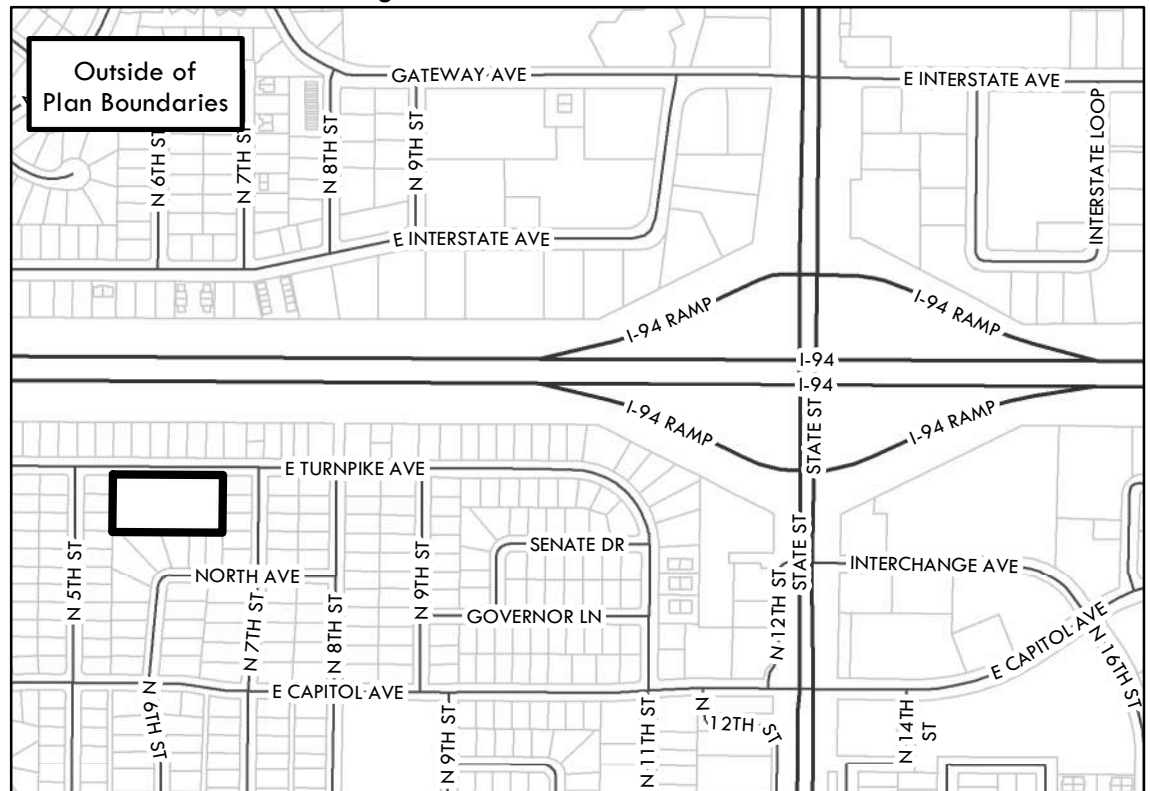 Outside of
Plan Boundaries
GATEWAY AVE
E INTERSTATE AVE
INTERSTATE LOOP
N 6TH ST
N 7TH ST
N 8TH ST
N 9TH ST
E INTERSTATE AVE
I-94 RAMP
I-94 RAMP
I-94
I-94
I-94 RAMP
I-94 RAMP
STATE ST
E TURNPIKE AVE
N 5TH ST
SENATE DR
STATE ST
INTERCHANGE AVE
NORTH AVE
N 9TH ST
N 12TH ST
GOVERNOR LN
N 7TH ST
N 8TH ST
E CAPITOL AVE
N 16TH ST
E CAPITOL AVE
N 6TH ST
N 9TH ST
N 11TH ST
N
12TH ST
N 14TH
ST